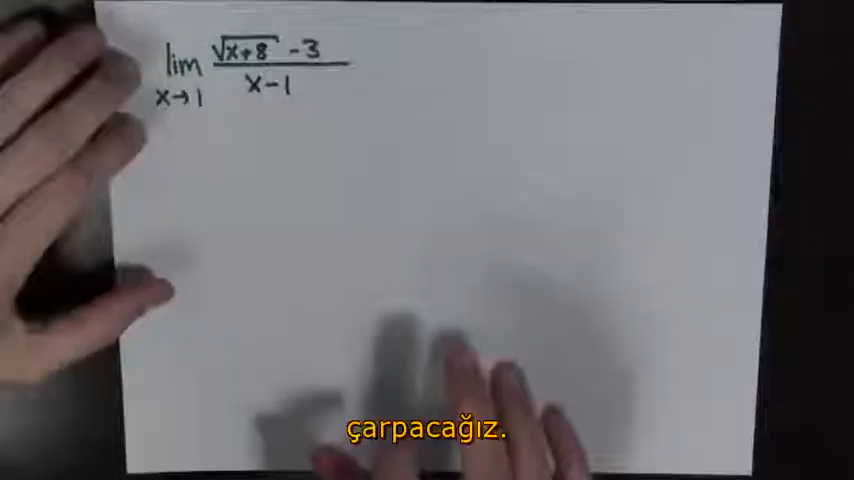 lim √x+8 - 3
x→1 x-1
çarpacağız.